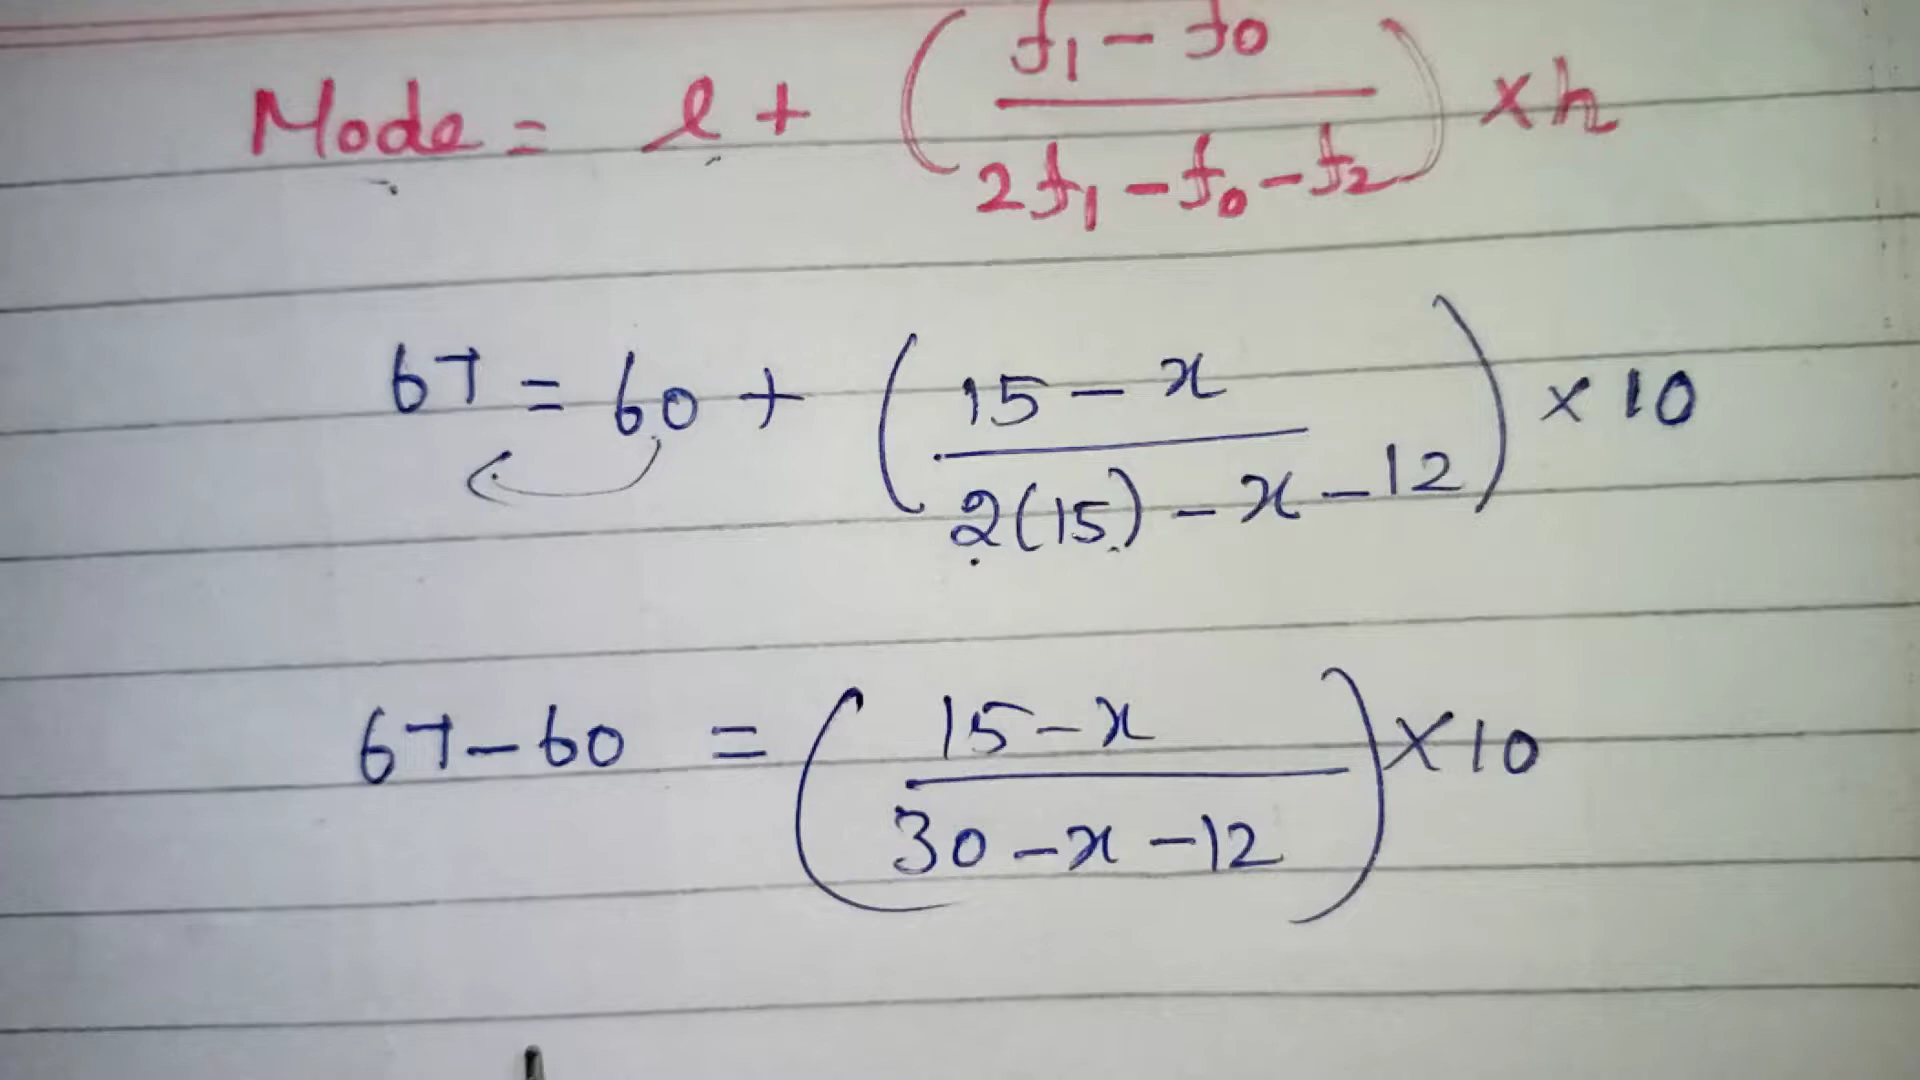 Mode = l + (f₁ - f0 / 2f₁ - f₀ - f₂) × h
67 = 60 + (15 - x / 2(15) - x - 12) × 10
67 - 60 = (15 - x / 30 - x - 12) × 10